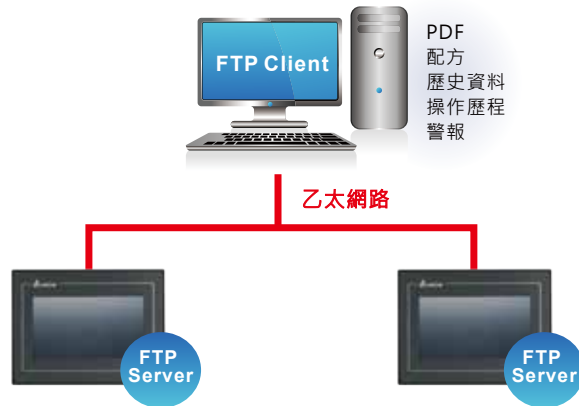 FTP Client
PDF
配方
歷史資料
操作歷程
警報
乙太網路
FTP
Server
FTP
Server